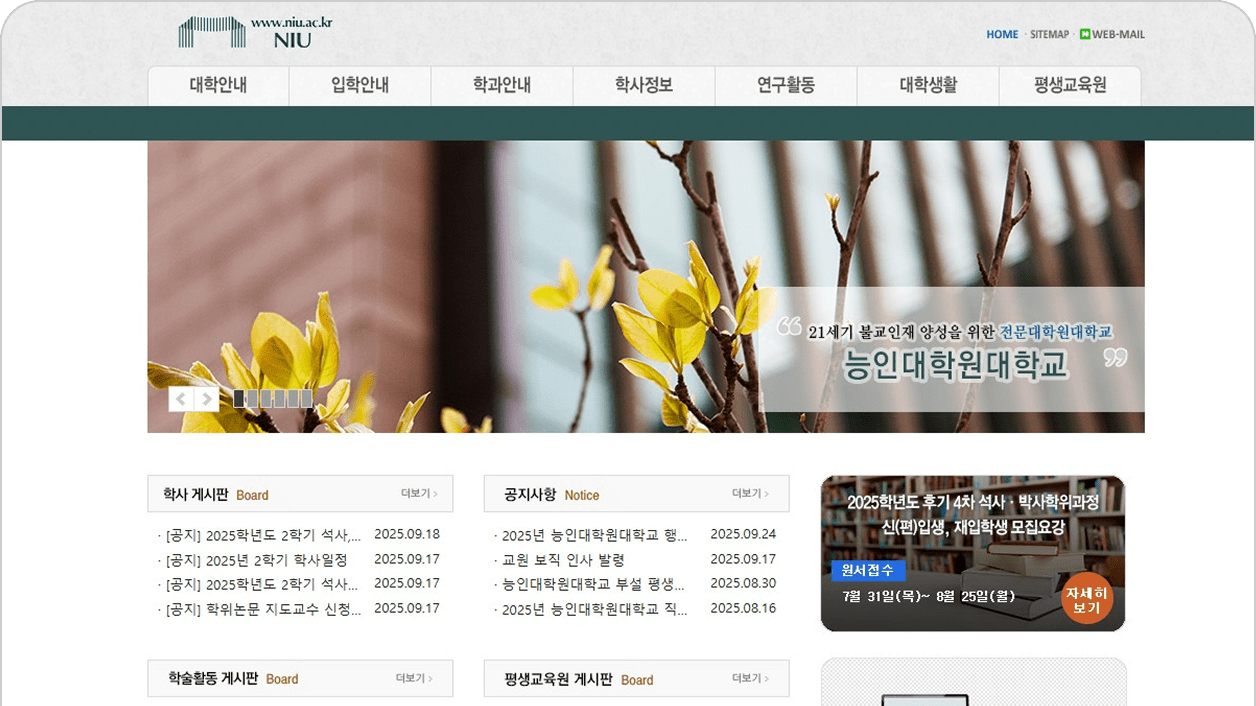 www.niu.ac.kr
NIU
HOME · SITEMAP · WEB-MAIL
대학안내 입학안내 학과안내 학사정보 연구활동 대학생활 평생교육원
“ 21세기 불교인재 양성을 위한 전문대학원대학교
능인대학원대학교 ”
학사 게시판 Board 더보기 >
· [공지] 2025학년도 2학기 석사,... 2025.09.18
· [공지] 2025년 2학기 학사일정 2025.09.17
· [공지] 2025학년도 2학기 석사... 2025.09.17
· [공지] 학위논문 지도교수 신청... 2025.09.17
공지사항 Notice 더보기 >
· 2025년 능인대학원대학교 행... 2025.09.24
· 교원 보직 인사 발령 2025.09.17
· 능인대학원대학교 부설 평생... 2025.08.30
· 2025년 능인대학원대학교 직... 2025.08.16
2025학년도 후기 4차 석사 · 박사학위과정
신(편)입생, 재입학생 모집요강
원서접수
7월 31일(목)~ 8월 25일(월)
자세히
보기
학술활동 게시판 Board 더보기 >
평생교육원 게시판 Board 더보기 >